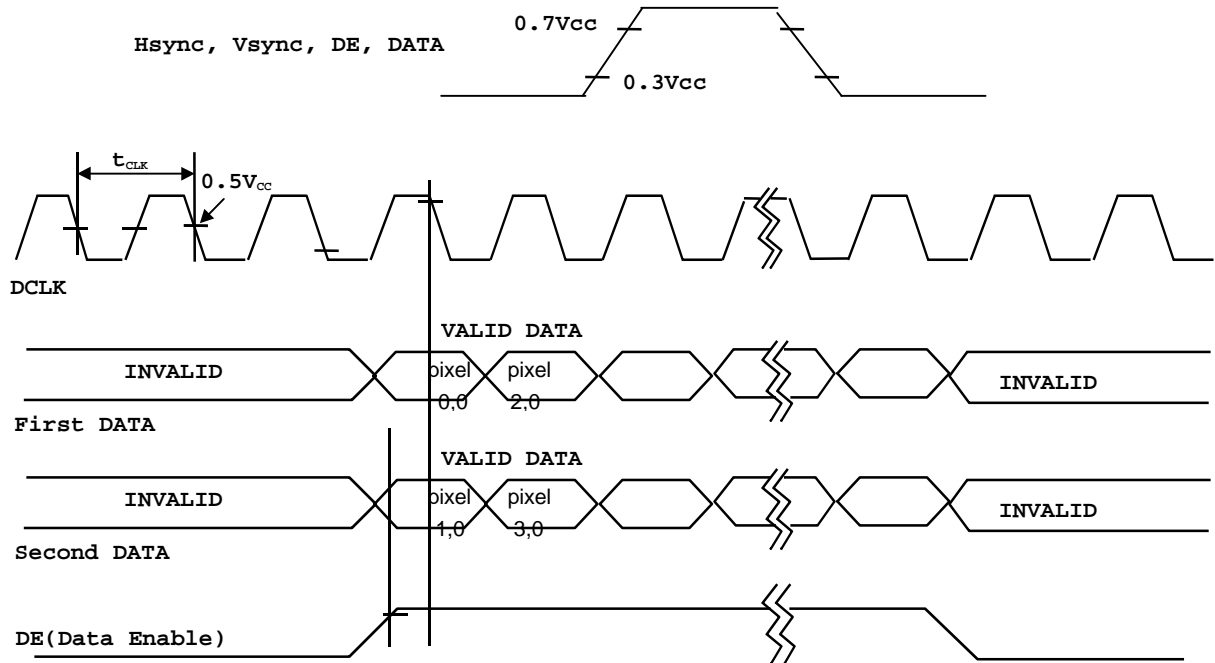 0.7Vcc
Hsync, Vsync, DE, DATA
0.3Vcc
tCLK
0.5VCC
DCLK
VALID DATA
INVALID
pixel
pixel
INVALID
0,0
2,0
First DATA
VALID DATA
INVALID
pixel
pixel
INVALID
1,0
3,0
Second DATA
DE(Data Enable)